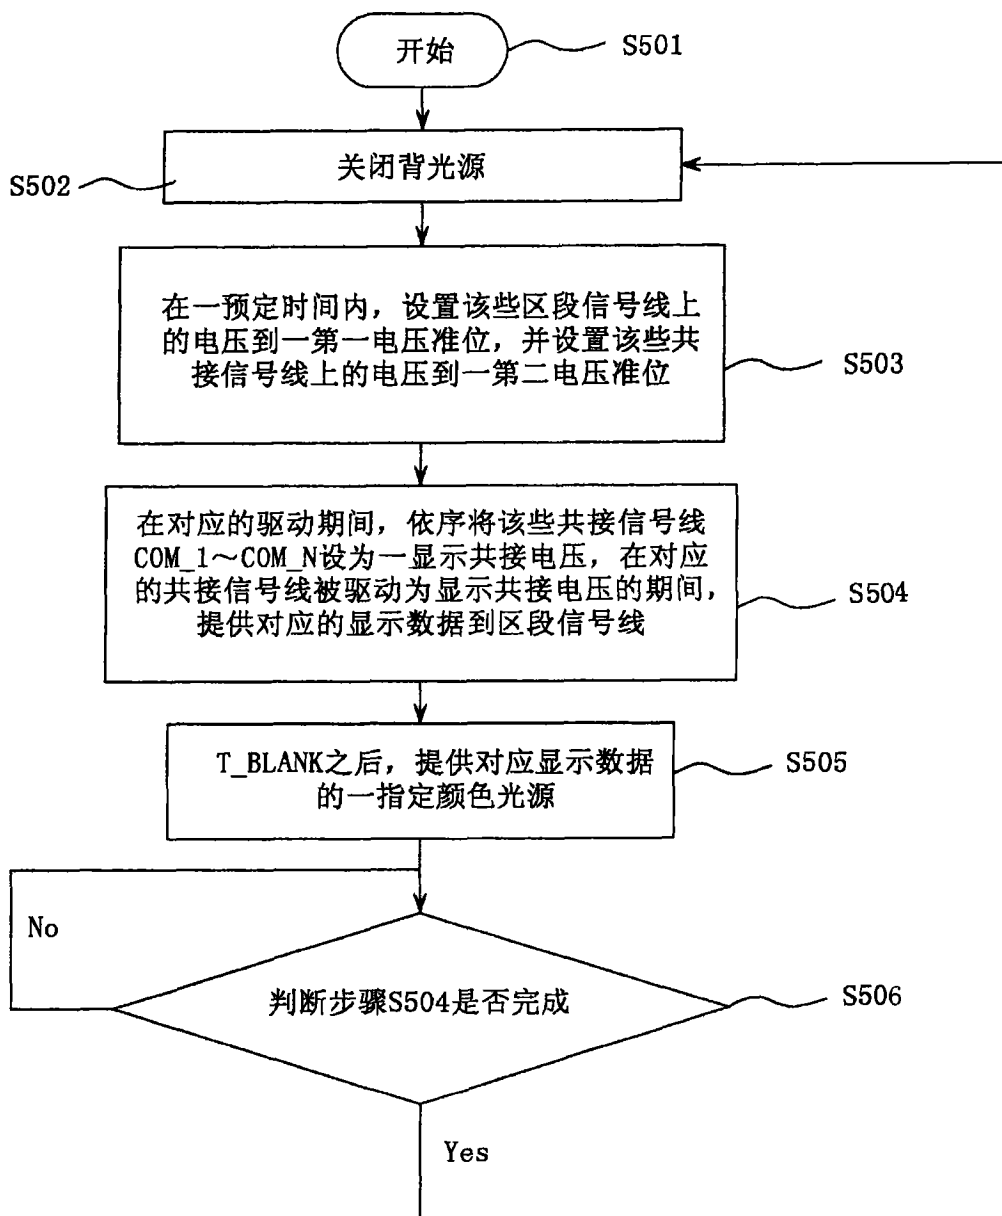 开始
S501
关闭背光源
S502
在一预定时间内，设置该些区段信号线上
的电压到一第一电压准位，并设置该些共
接信号线上的电压到一第二电压准位
S503
在对应的驱动期间，依序将该些共接信号线
COM_1～COM_N设为一显示共接电压，在对应
的共接信号线被驱动为显示共接电压的期间，
提供对应的显示数据到区段信号线
S504
T_BLANK之后，提供对应显示数据
的一指定颜色光源
S505
No
判断步骤S504是否完成
S506
Yes